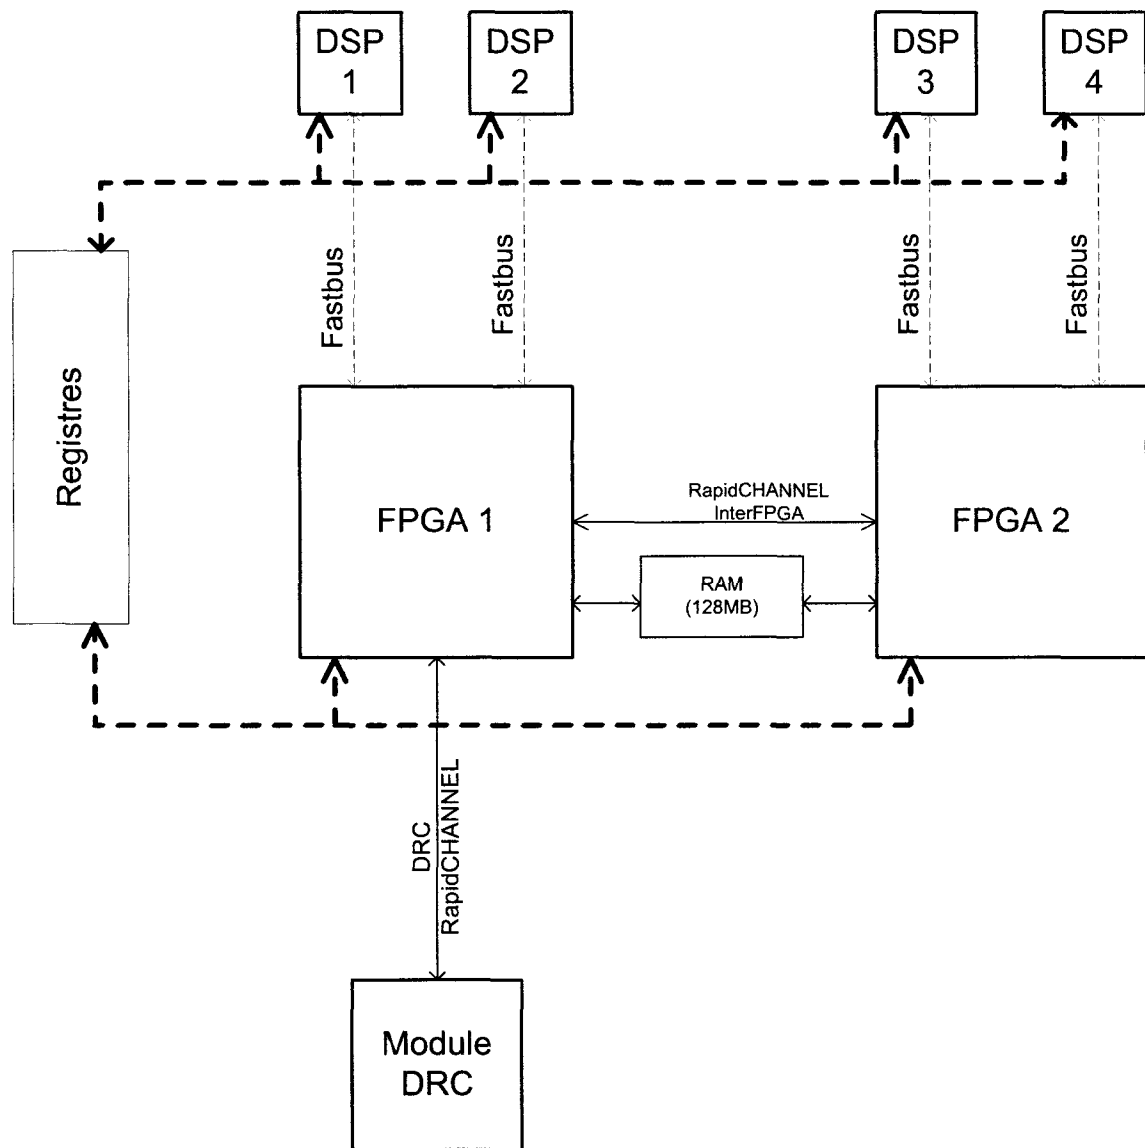 DSP
1
DSP
2
DSP
3
DSP
4
Fastbus
Fastbus
Fastbus
Fastbus
Registres
FPGA 1
RapidCHANNEL
InterFPGA
FPGA 2
RAM
(128MB)
DRC
RapidCHANNEL
Module
DRC